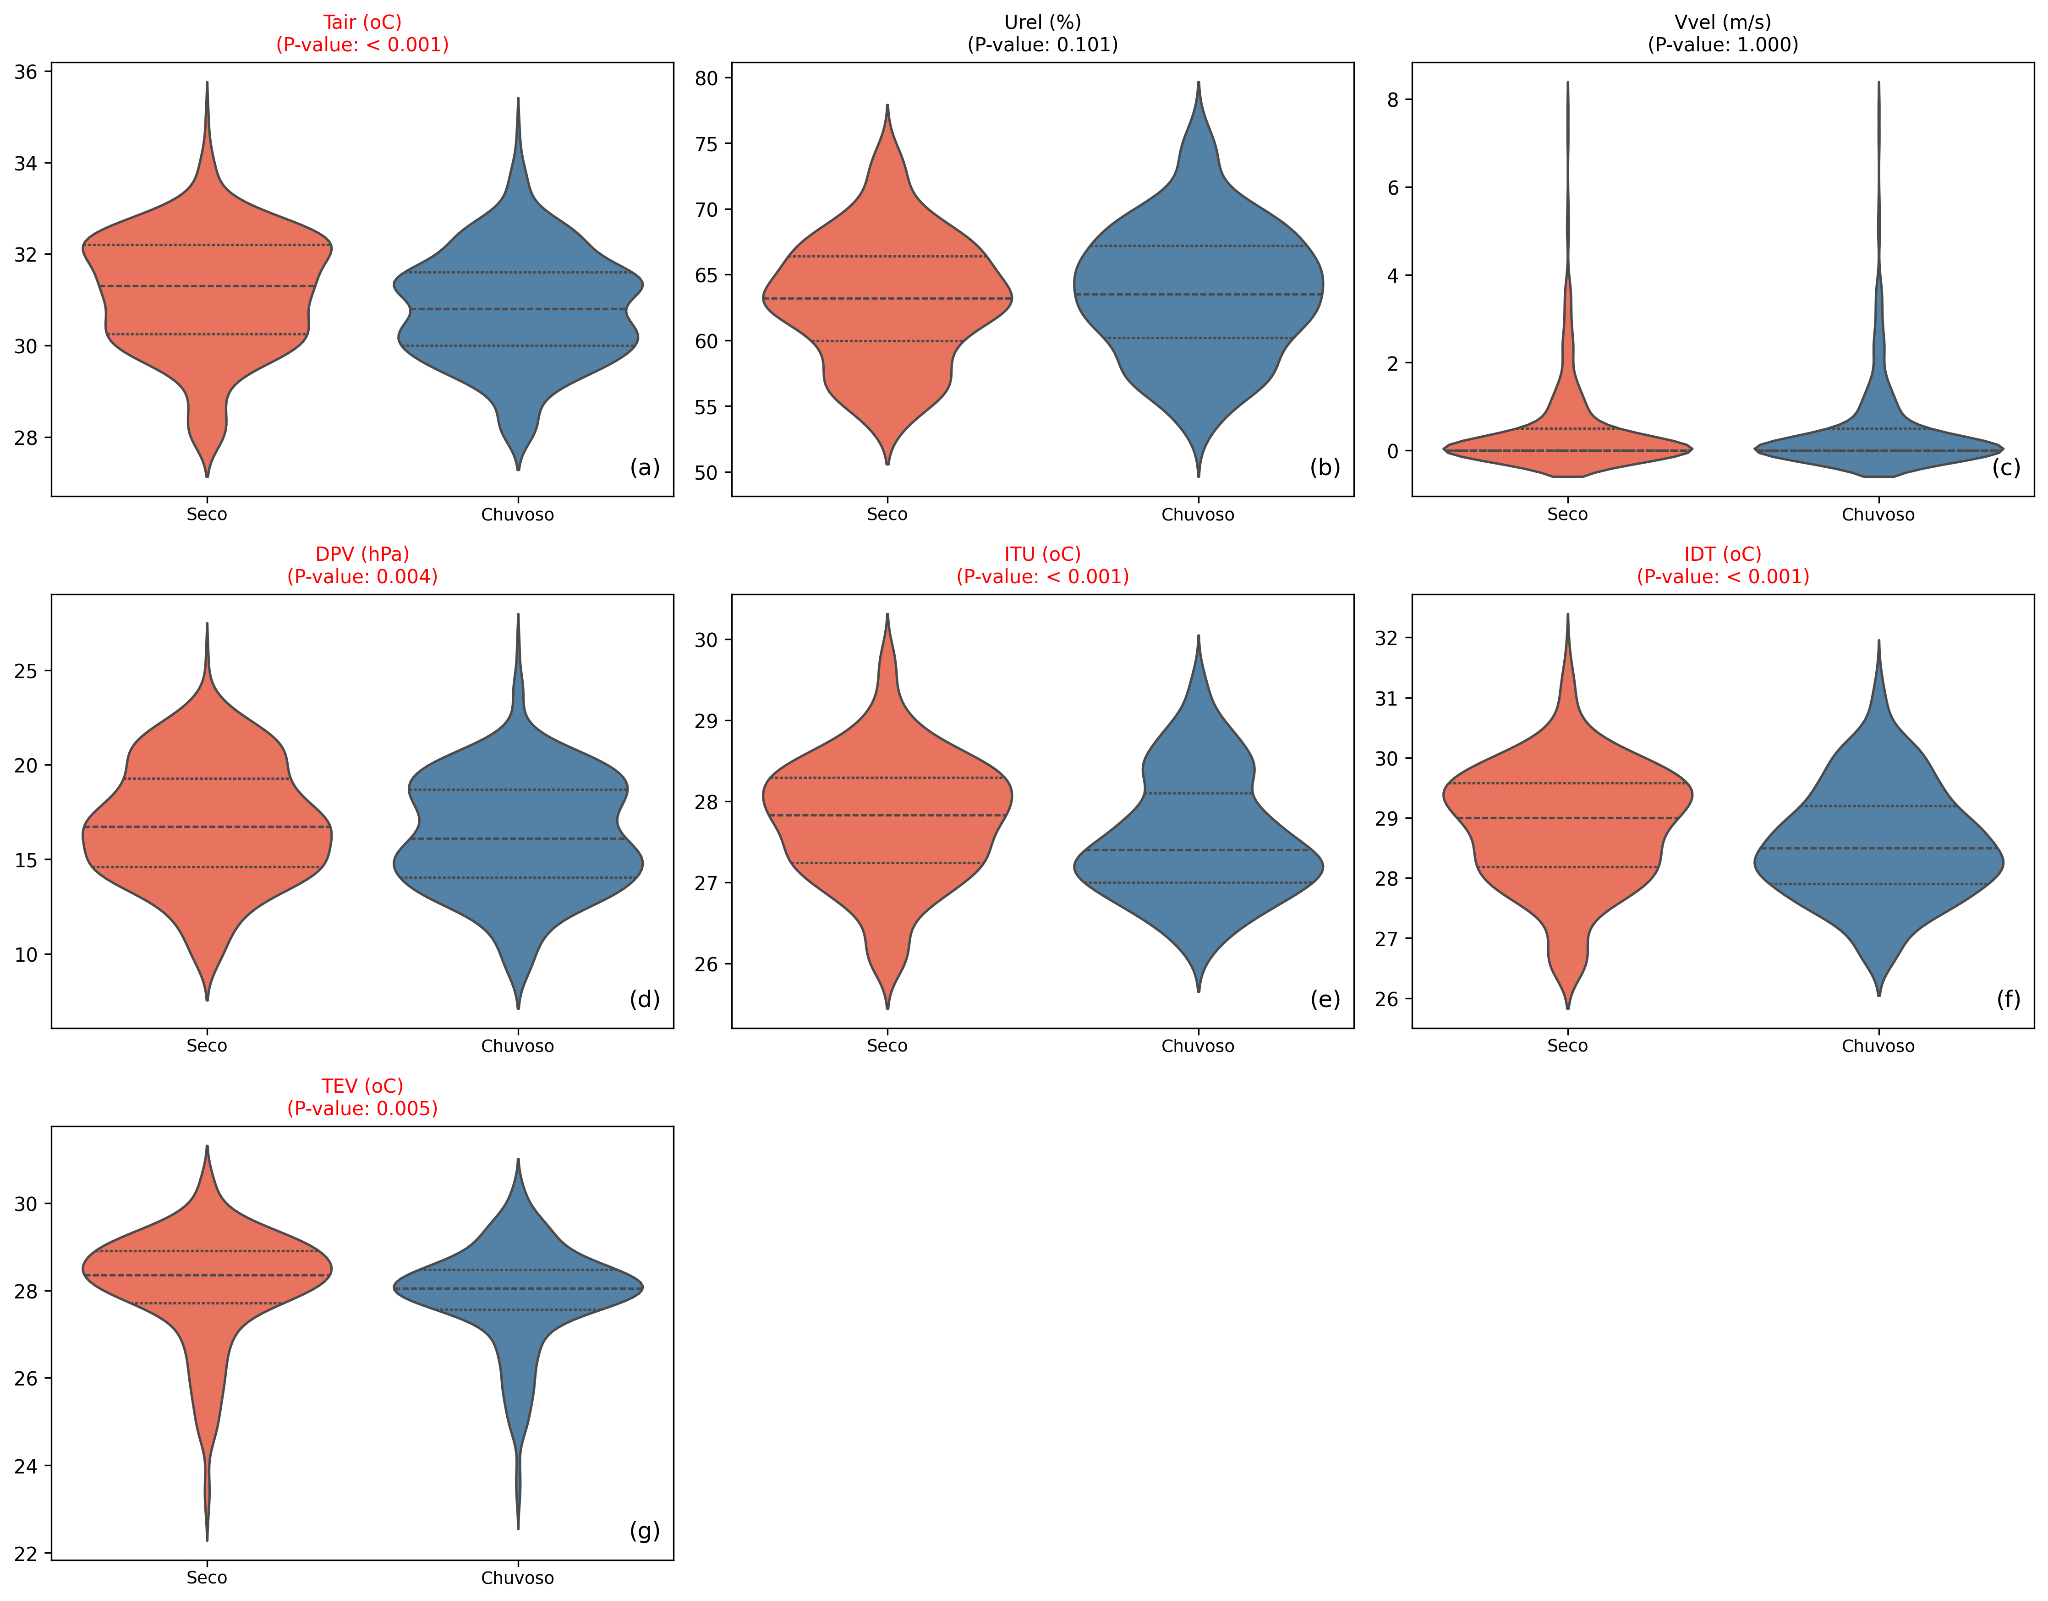 Tair (oC)
(P-value: < 0.001)
36
34
32
30
28
Seco
Chuvoso
(a)
Urel (%)
(P-value: 0.101)
80
75
70
65
60
55
50
Seco
Chuvoso
(b)
Vvel (m/s)
(P-value: 1.000)
8
6
4
2
0
Seco
Chuvoso
(c)
DPV (hPa)
(P-value: 0.004)
25
20
15
10
Seco
Chuvoso
(d)
ITU (oC)
(P-value: < 0.001)
30
29
28
27
26
Seco
Chuvoso
(e)
IDT (oC)
(P-value: < 0.001)
32
31
30
29
28
27
26
Seco
Chuvoso
(f)
TEV (oC)
(P-value: 0.005)
30
28
26
24
22
Seco
Chuvoso
(g)